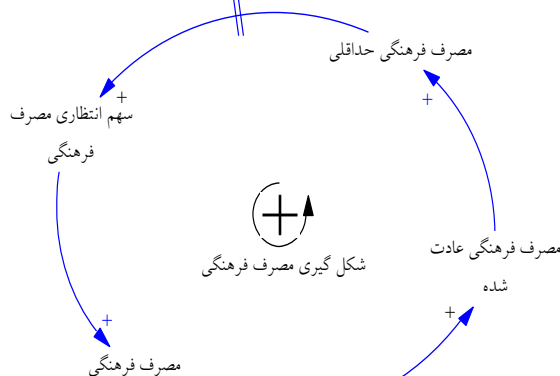 مصرف فرهنگی حداقلی
+
+
سهم انتظاری مصرف
فرهنگی
مصرف فرهنگی عادت
شده
شکل گیری مصرف فرهنگی
+
+
مصرف فرهنگی